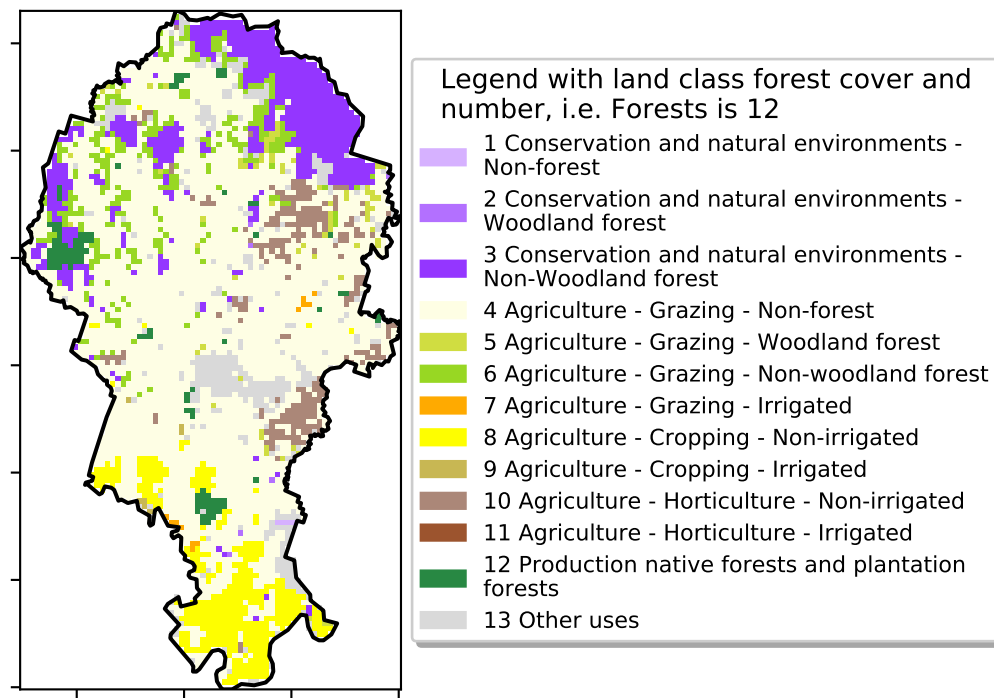 Legend with land class forest cover and
number, i.e. Forests is 12
1 Conservation and natural environments -
Non-forest
2 Conservation and natural environments -
Woodland forest
3 Conservation and natural environments -
Non-Woodland forest
4 Agriculture - Grazing - Non-forest
5 Agriculture - Grazing - Woodland forest
6 Agriculture - Grazing - Non-woodland forest
7 Agriculture - Grazing - Irrigated
8 Agriculture - Cropping - Non-irrigated
9 Agriculture - Cropping - Irrigated
10 Agriculture - Horticulture - Non-irrigated
11 Agriculture - Horticulture - Irrigated
12 Production native forests and plantation
forests
13 Other uses